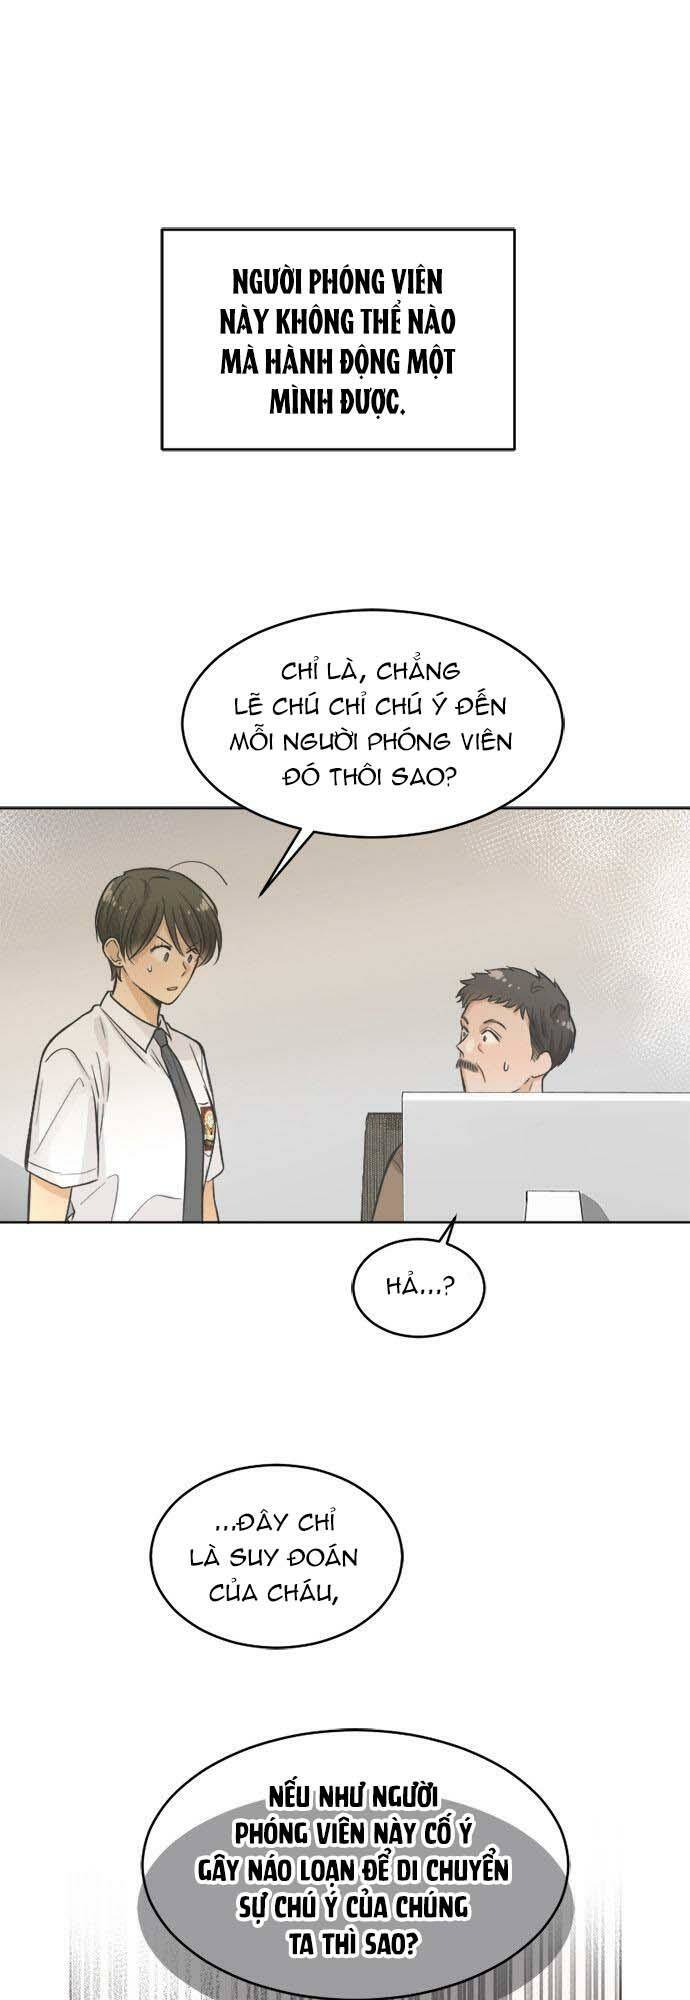 NGƯỜI PHÓNG VIÊN
NÀY KHÔNG THỂ NÀO
MÀ HÀNH ĐỘNG MỘT
MÌNH ĐƯỢC.
CHỈ LÀ, CHẲNG
LẼ CHÚ CHỈ CHÚ Ý ĐẾN
MỖI NGƯỜI PHÓNG VIÊN
ĐÓ THÔI SAO?
HẢ...?
...ĐÂY CHỈ
LÀ SUY ĐOÁN
CỦA CHÁU,
NẾU NHƯ NGƯỜI
PHÓNG VIÊN NÀY CỐ Ý
GÂY NÁO LOẠN ĐỂ DI CHUYỂN
SỰ CHÚ Ý CỦA CHÚNG
TA THÌ SAO?